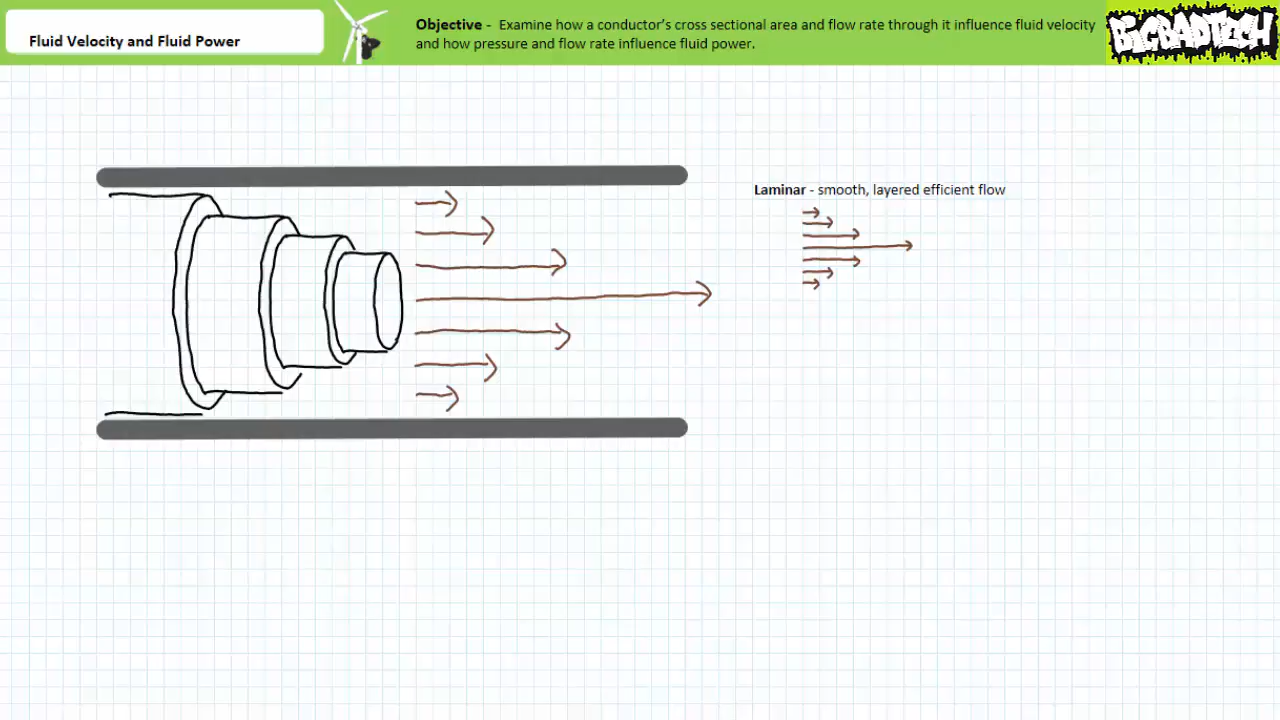 Fluid Velocity and Fluid Power
Objective - Examine how a conductor's cross sectional area and flow rate through it influence fluid velocity
and how pressure and flow rate influence fluid power.
BIGBADTECH
Laminar - smooth, layered efficient flow